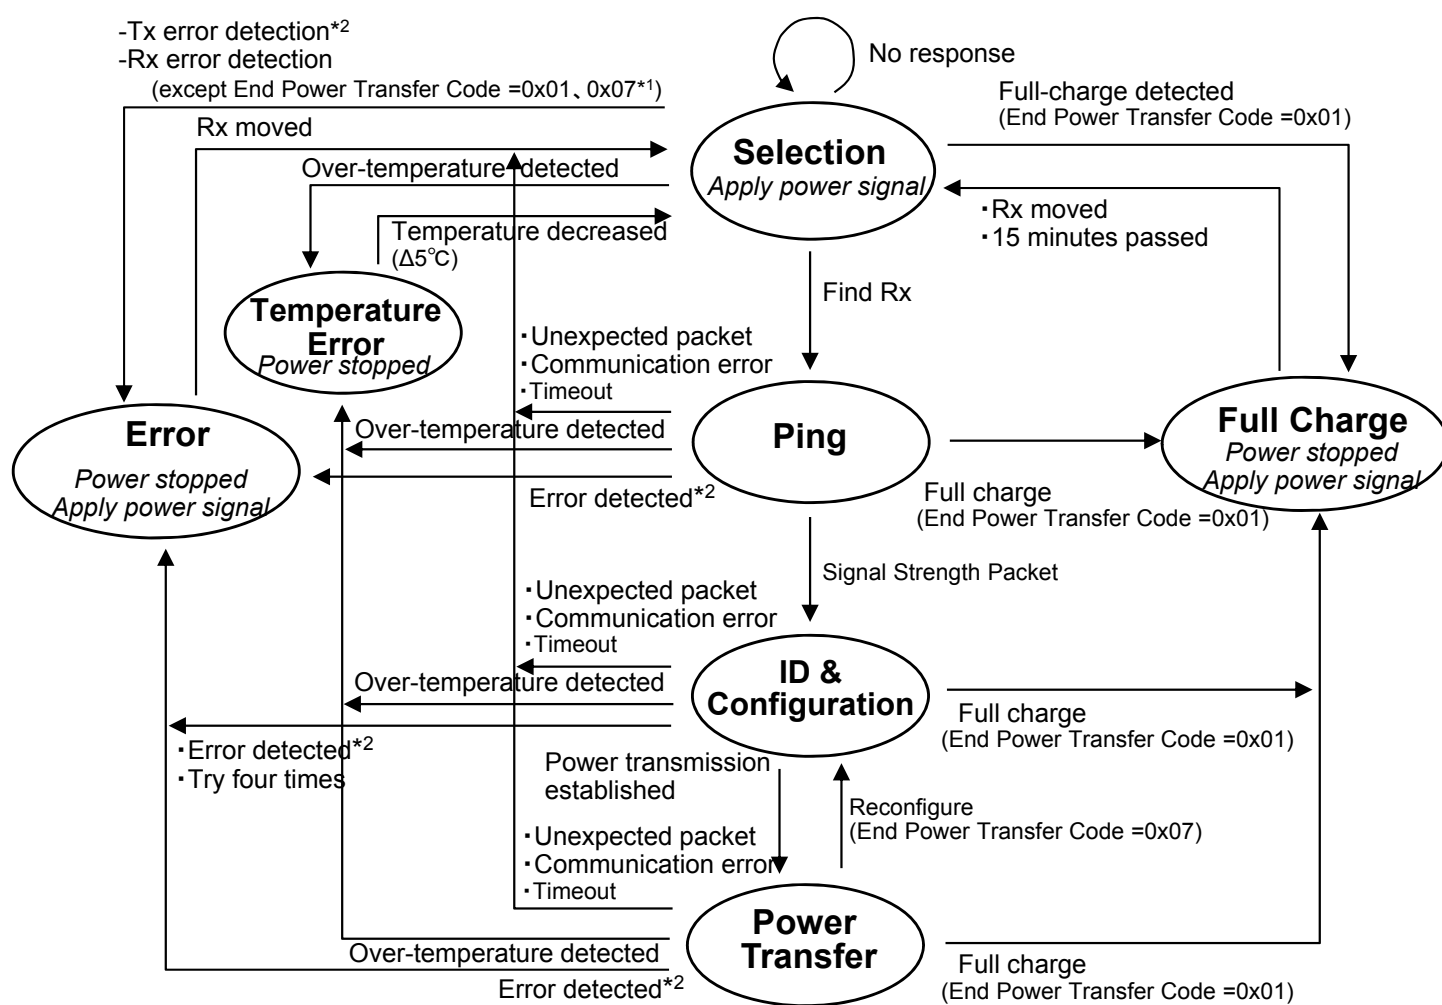 -Tx error detection*2
-Rx error detection
(except End Power Transfer Code =0x01、0x07*1)
No response
Full-charge detected
(End Power Transfer Code =0x01)
Rx moved
Selection
Apply power signal
Over-temperature detected
・Rx moved
・15 minutes passed
Temperature decreased
(Δ5℃)
Find Rx
Temperature
Error
Power stopped
・Unexpected packet
・Communication error
・Timeout
Error
Power stopped
Apply power signal
Over-temperature detected
Ping
Full Charge
Power stopped
Apply power signal
Error detected*2
Full charge
(End Power Transfer Code =0x01)
Signal Strength Packet
・Unexpected packet
・Communication error
・Timeout
ID &
Configuration
Over-temperature detected
Full charge
(End Power Transfer Code =0x01)
・Error detected*2
・Try four times
Power transmission
established
Reconfigure
(End Power Transfer Code =0x07)
・Unexpected packet
・Communication error
・Timeout
Power
Transfer
Over-temperature detected
Error detected*2
Full charge
(End Power Transfer Code =0x01)